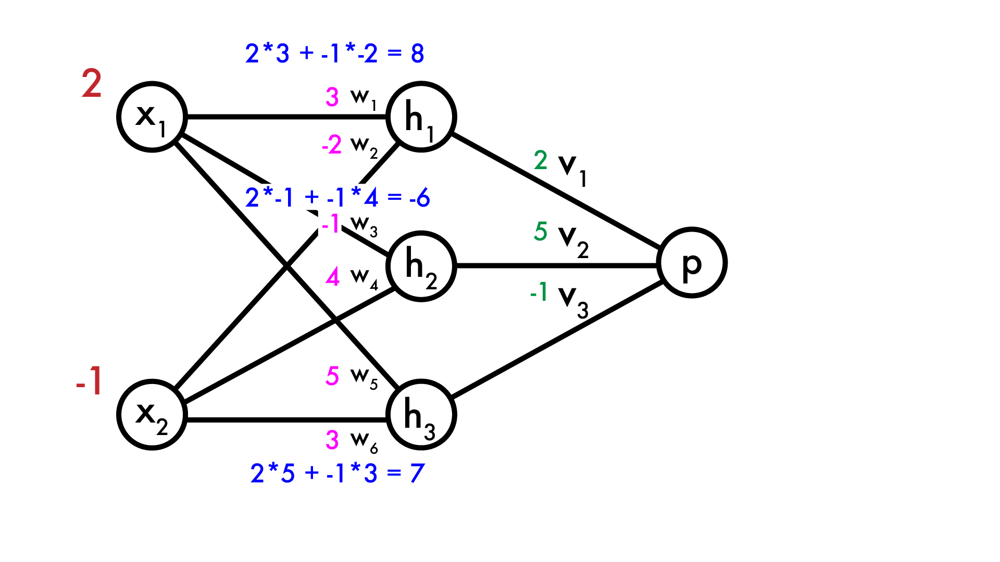 2*3 + -1*-2 = 8
2
x1
3 w1
h1
-2 w2
2 v1
2*-1 + -1*4 = -6
-1 w3
5 v2
h2
p
4 w4
-1 v3
-1
5 w5
x2
h3
3 w6
2*5 + -1*3 = 7